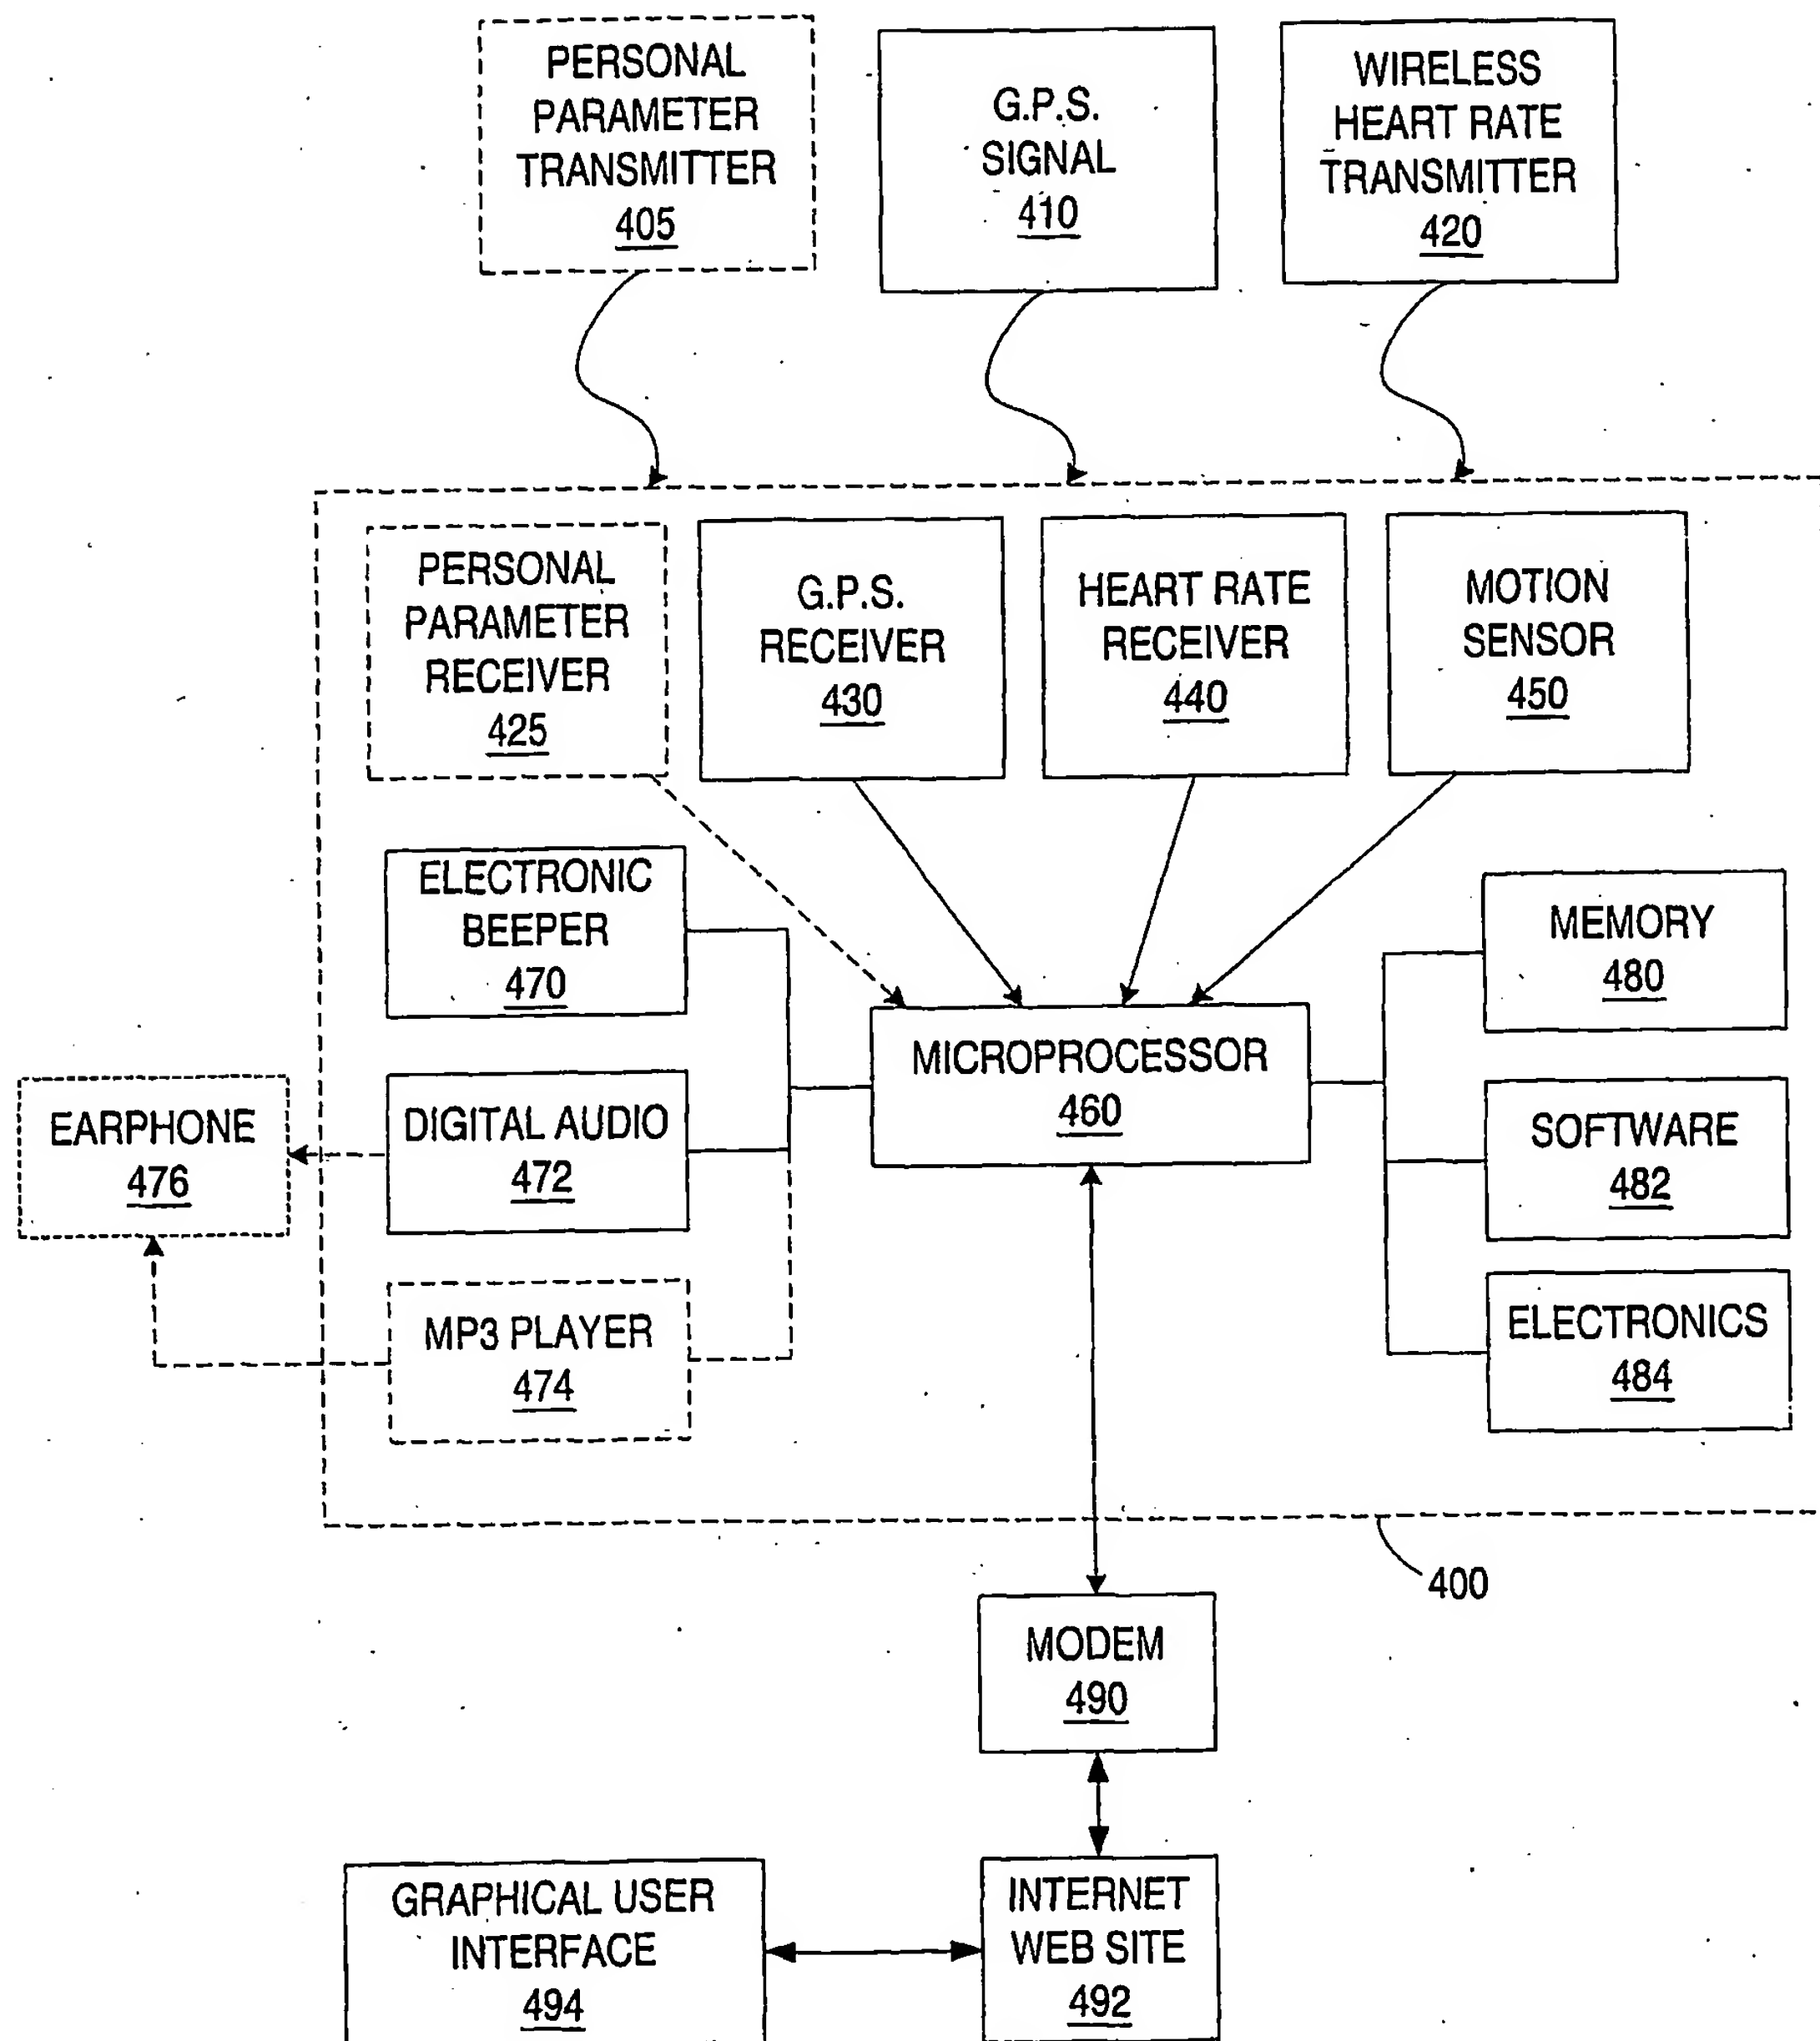 PERSONAL
PARAMETER
TRANSMITTER
405
G.P.S.
SIGNAL
410
WIRELESS
HEART RATE
TRANSMITTER
420
PERSONAL
PARAMETER
RECEIVER
425
G.P.S.
RECEIVER
430
HEART RATE
RECEIVER
440
MOTION
SENSOR
450
ELECTRONIC
BEEPER
470
MEMORY
480
MICROPROCESSOR
460
EARPHONE
476
DIGITAL AUDIO
472
SOFTWARE
482
MP3 PLAYER
474
ELECTRONICS
484
400
MODEM
490
GRAPHICAL USER
INTERFACE
494
INTERNET
WEB SITE
492